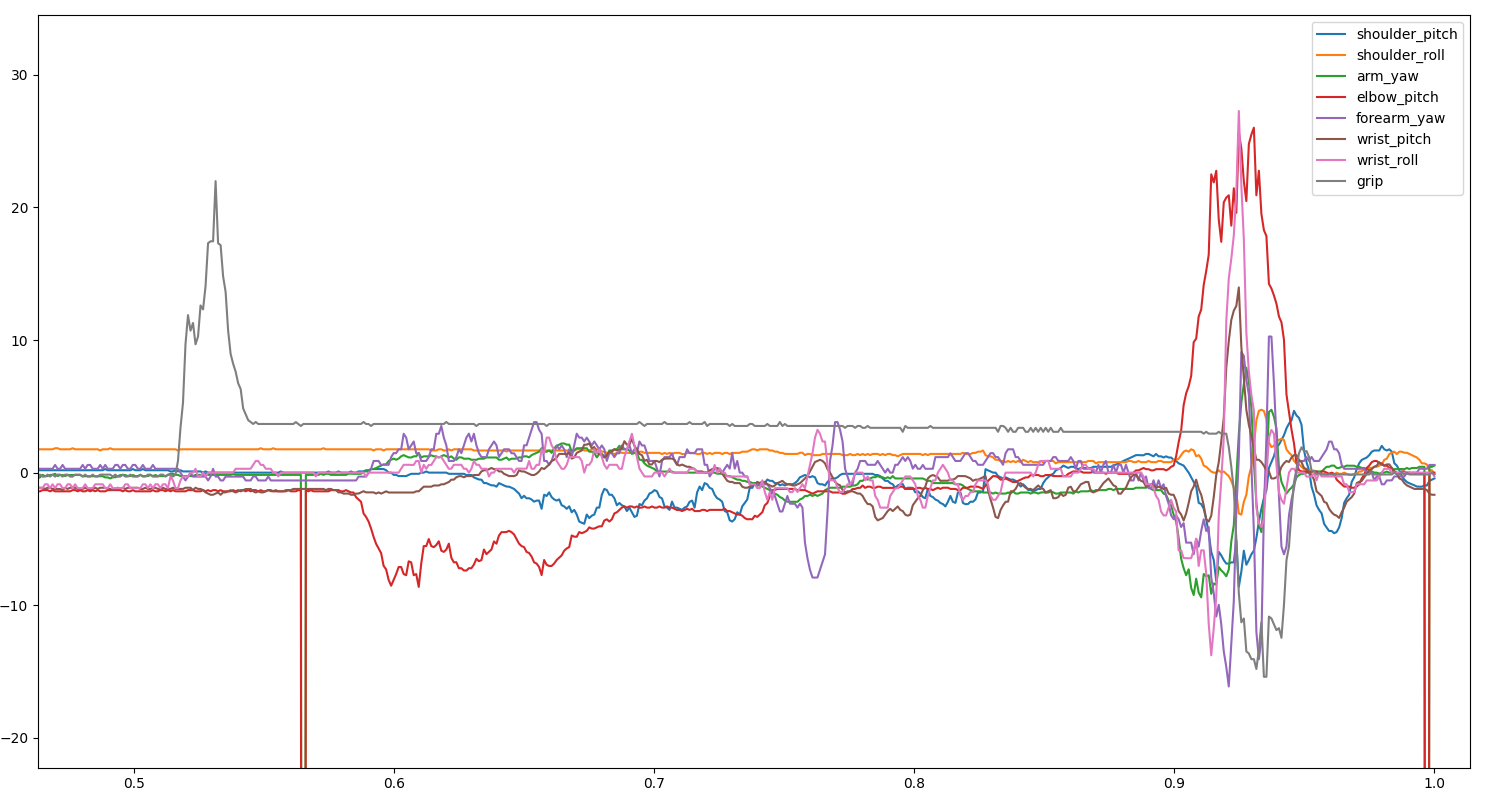 30
20
10
0
−10
−20
0.5
0.6
0.7
0.8
0.9
1.0
shoulder_pitch
shoulder_roll
arm_yaw
elbow_pitch
forearm_yaw
wrist_pitch
wrist_roll
grip